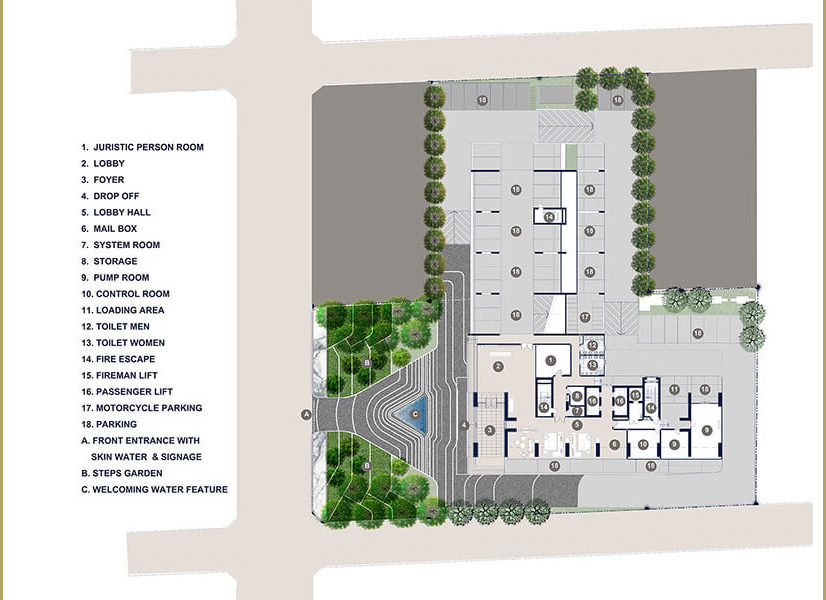 1. JURISTIC PERSON ROOM
2. LOBBY
3. FOYER
4. DROP OFF
5. LOBBY HALL
6. MAIL BOX
7. SYSTEM ROOM
8. STORAGE
9. PUMP ROOM
10. CONTROL ROOM
11. LOADING AREA
12. TOILET MEN
13. TOILET WOMEN
14. FIRE ESCAPE
15. FIREMAN LIFT
16. PASSENGER LIFT
17. MOTORCYCLE PARKING
18. PARKING
A. FRONT ENTRANCE WITH
SKIN WATER & SIGNAGE
B. STEPS GARDEN
C. WELCOMING WATER FEATURE
18 18
18 18
14
18 18
18 18
18 17
18
12
2 1 13
B
14 8 16 16 15 14 11 18
7
A C 4 3 5
6 10 9 9
B 18 18